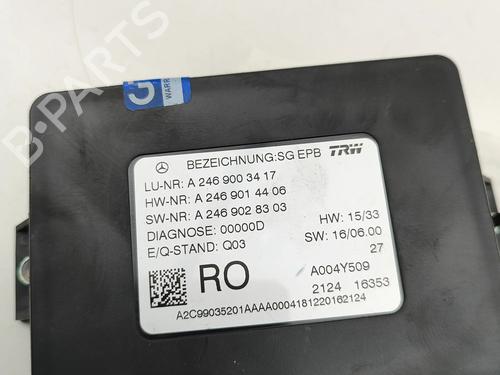 B-PARTS
3
WARR
BEZEICHNUNG:SG EPB TRW
LU-NR: A 246 900 34 17
HW-NR: A 246 901 44 06
SW-NR: A 246 902 83 03
DIAGNOSE: 00000D
E/Q-STAND: Q03
HW: 15/33
SW: 16/06.00
27
RO
A004Y509
2124 16353
A2C99035201AAAA0004181220162124